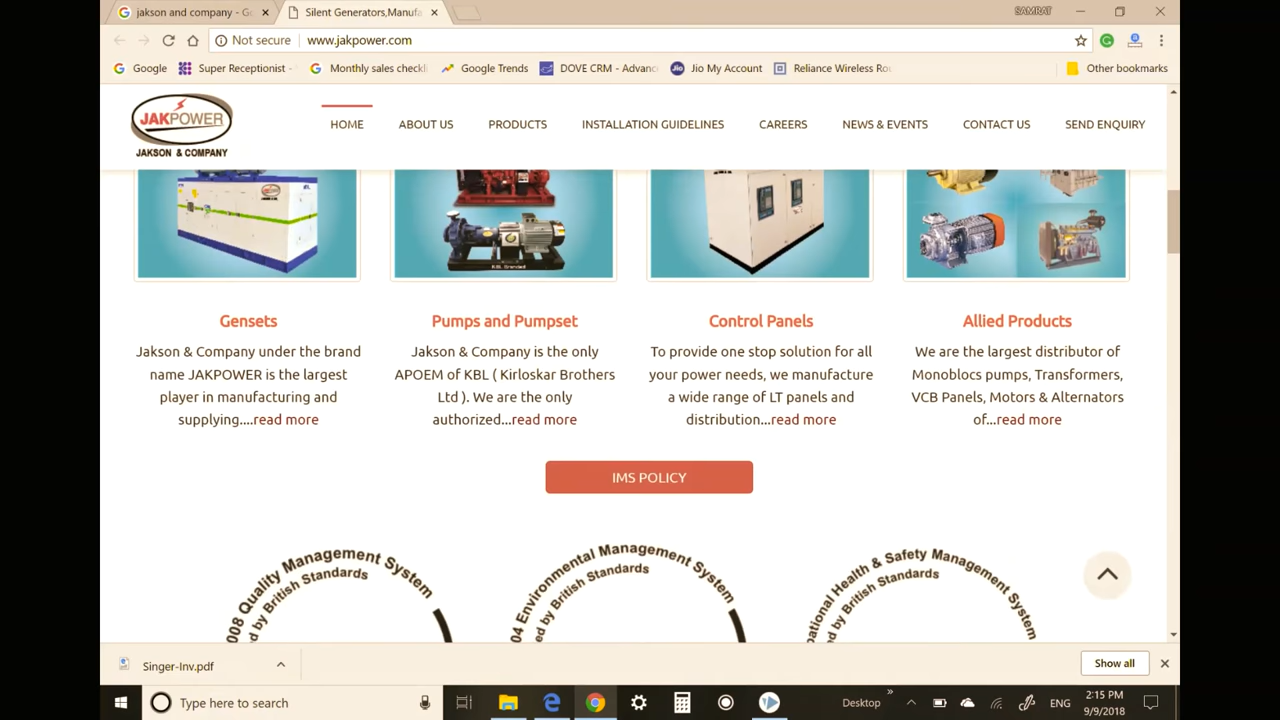 jakson and company - Go
Silent Generators,Manufa
SAMRAT
Not secure
www.jakpower.com
Google
Super Receptionist -
Monthly sales checkli
Google Trends
DOVE CRM - Advanc
Jio My Account
Reliance Wireless Rou
Other bookmarks
JAKPOWER
JAKSON & COMPANY
HOME
ABOUT US
PRODUCTS
INSTALLATION GUIDELINES
CAREERS
NEWS & EVENTS
CONTACT US
SEND ENQUIRY
Gensets
Jakson & Company under the brand
name JAKPOWER is the largest
player in manufacturing and
supplying....read more
Pumps and Pumpset
Jakson & Company is the only
APOEM of KBL ( Kirloskar Brothers
Ltd ). We are the only
authorized...read more
Control Panels
To provide one stop solution for all
your power needs, we manufacture
a wide range of LT panels and
distribution...read more
Allied Products
We are the largest distributor of
Monoblocs pumps, Transformers,
VCB Panels, Motors & Alternators
of...read more
IMS POLICY
008 Quality Management System
ed by British Standards
04 Environmental Management System
ed by British Standards
ational Health & Safety Management System
ed by British Standards
Singer-Inv.pdf
Show all
Type here to search
Desktop
ENG
2:15 PM
9/9/2018